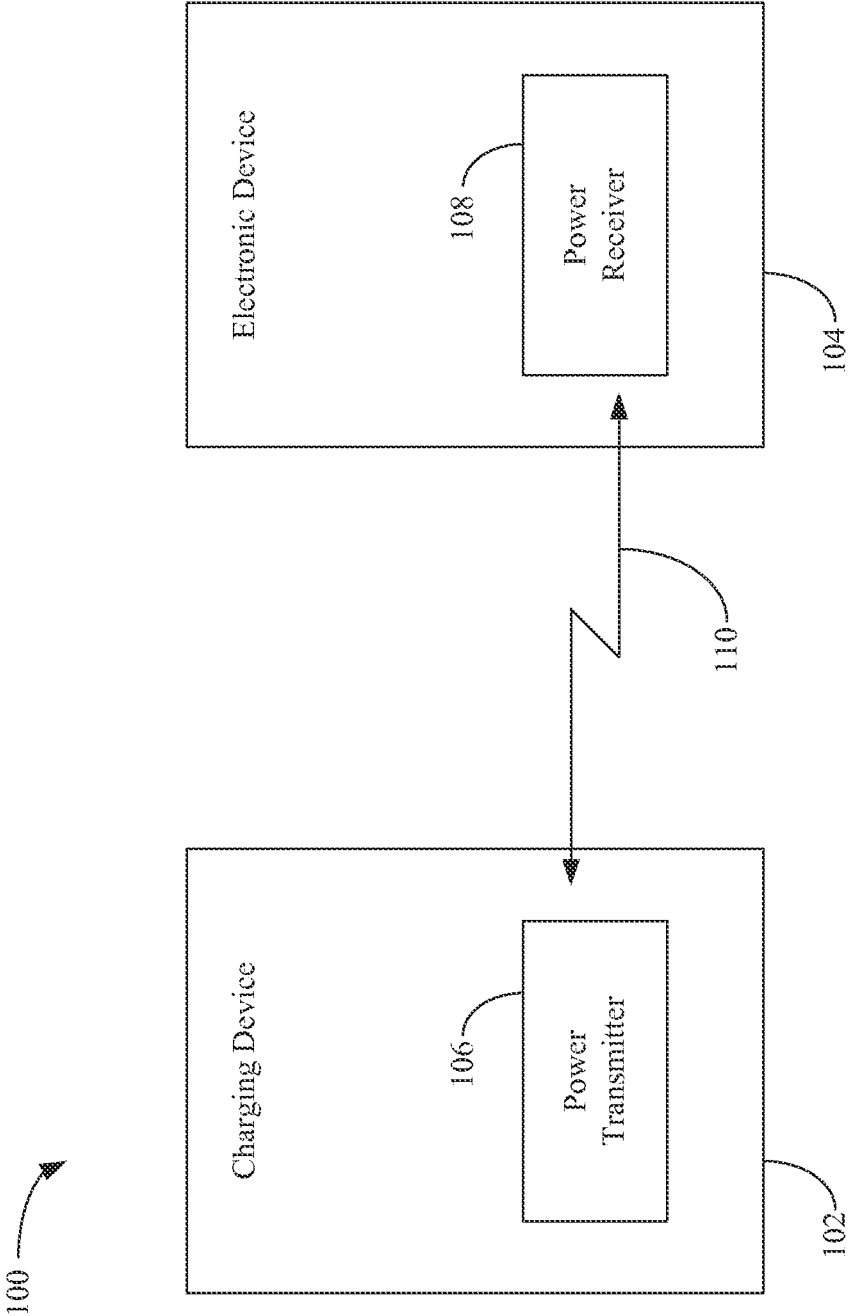 100
Charging Device
Electronic Device
106
108
Power
Transmitter
Power
Receiver
110
102
104